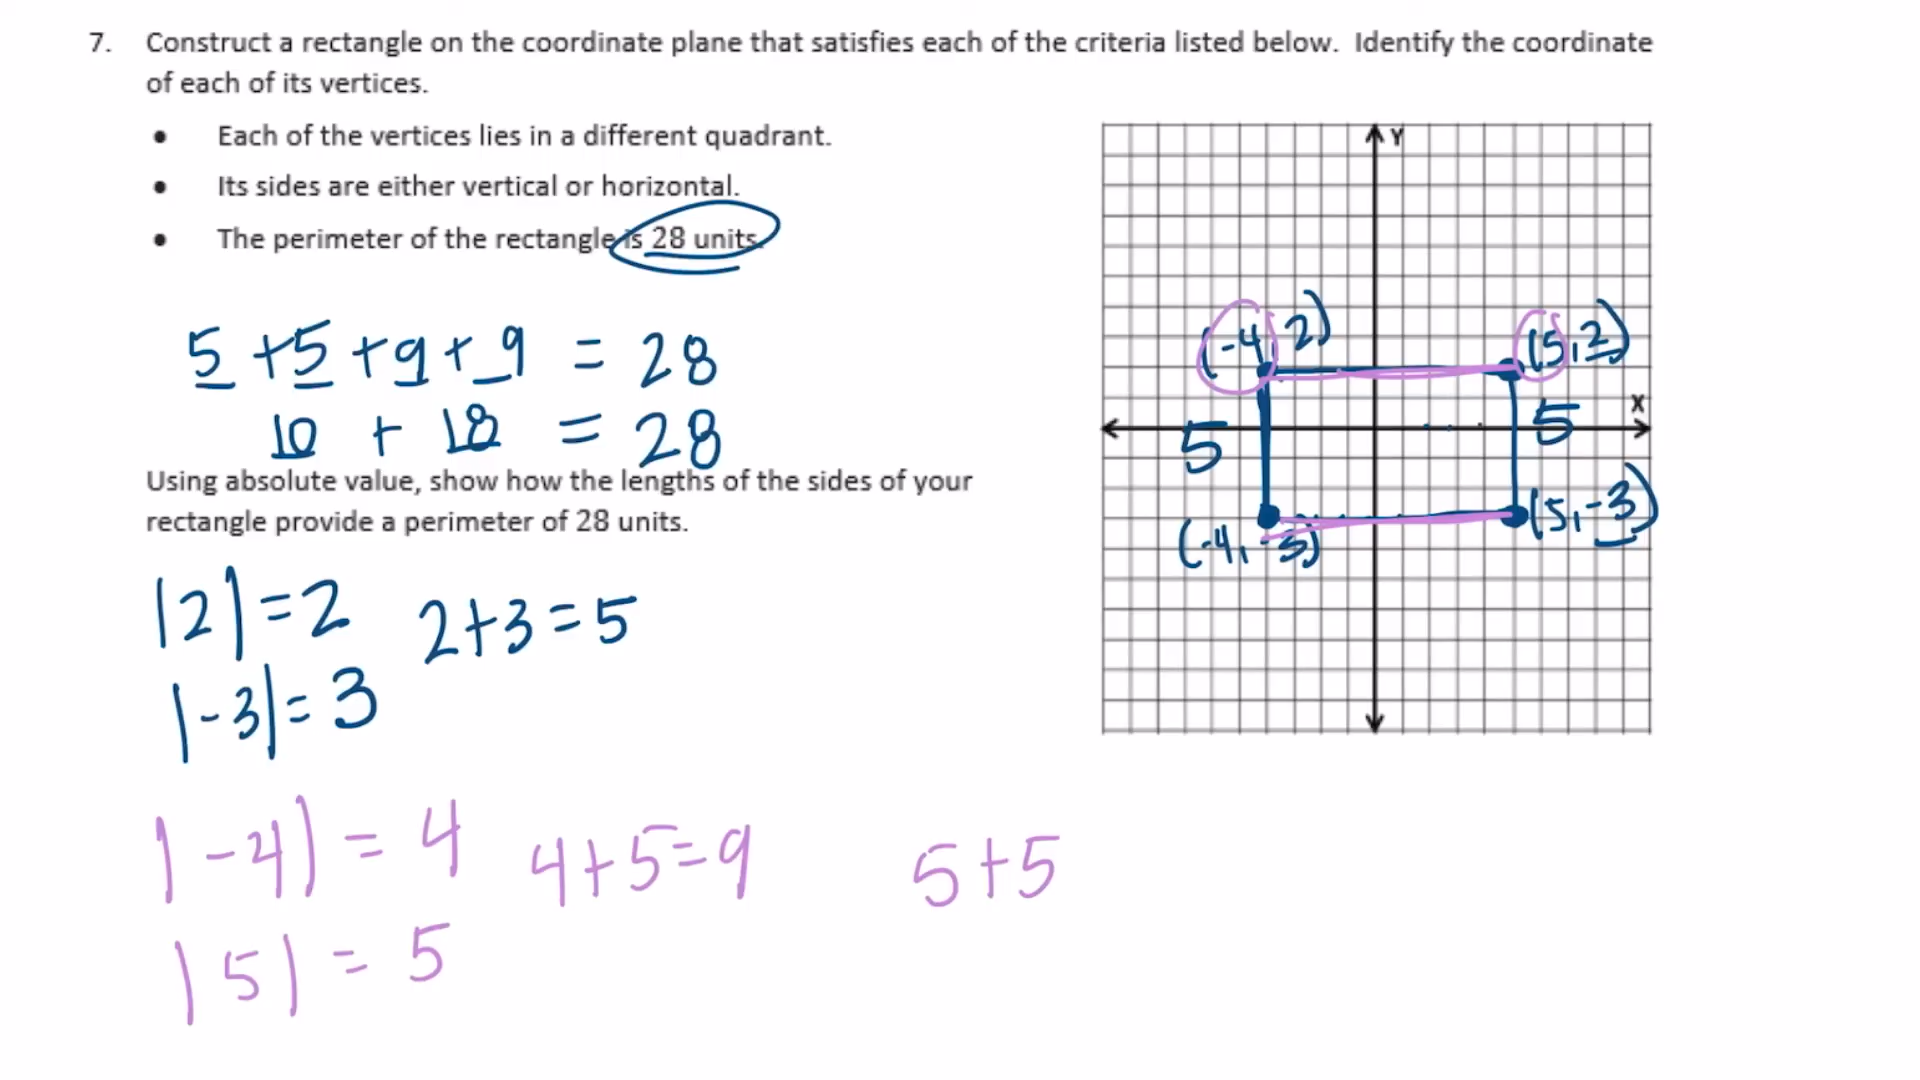 7. Construct a rectangle on the coordinate plane that satisfies each of the criteria listed below. Identify the coordinate
of each of its vertices.
• Each of the vertices lies in a different quadrant.
• Its sides are either vertical or horizontal.
• The perimeter of the rectangle is 28 units.
5 + 5 + 9 + 9 = 28
10 + 18 = 28
Using absolute value, show how the lengths of the sides of your
rectangle provide a perimeter of 28 units.
|2| = 2 2+3=5
|-3| = 3
|-4| = 4 4+5=9 5+5
|5| = 5
Y
(-4, 2) (5, 2)
X
5 5
(-4, -3) (5, -3)